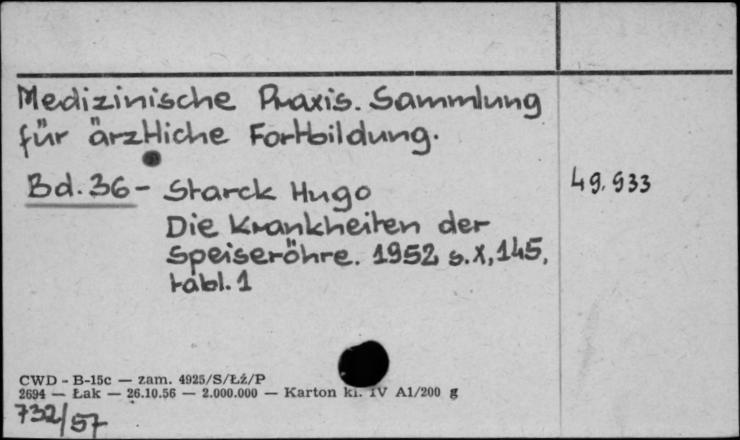 Medizinische Praxis. Sammlung
für ärztliche Fortbildung.
Bd. 36 - Starck Hugo
49.933
Die Krankheiten der
Speiseröhre. 1952 s. X, 145,
tabl. 1
CWD - B-15c — zam. 4925/S/Łź/P
2694 — Łak — 26.10.56 — 2.000.000 — Karton kl. IV A1/200 g
732/57